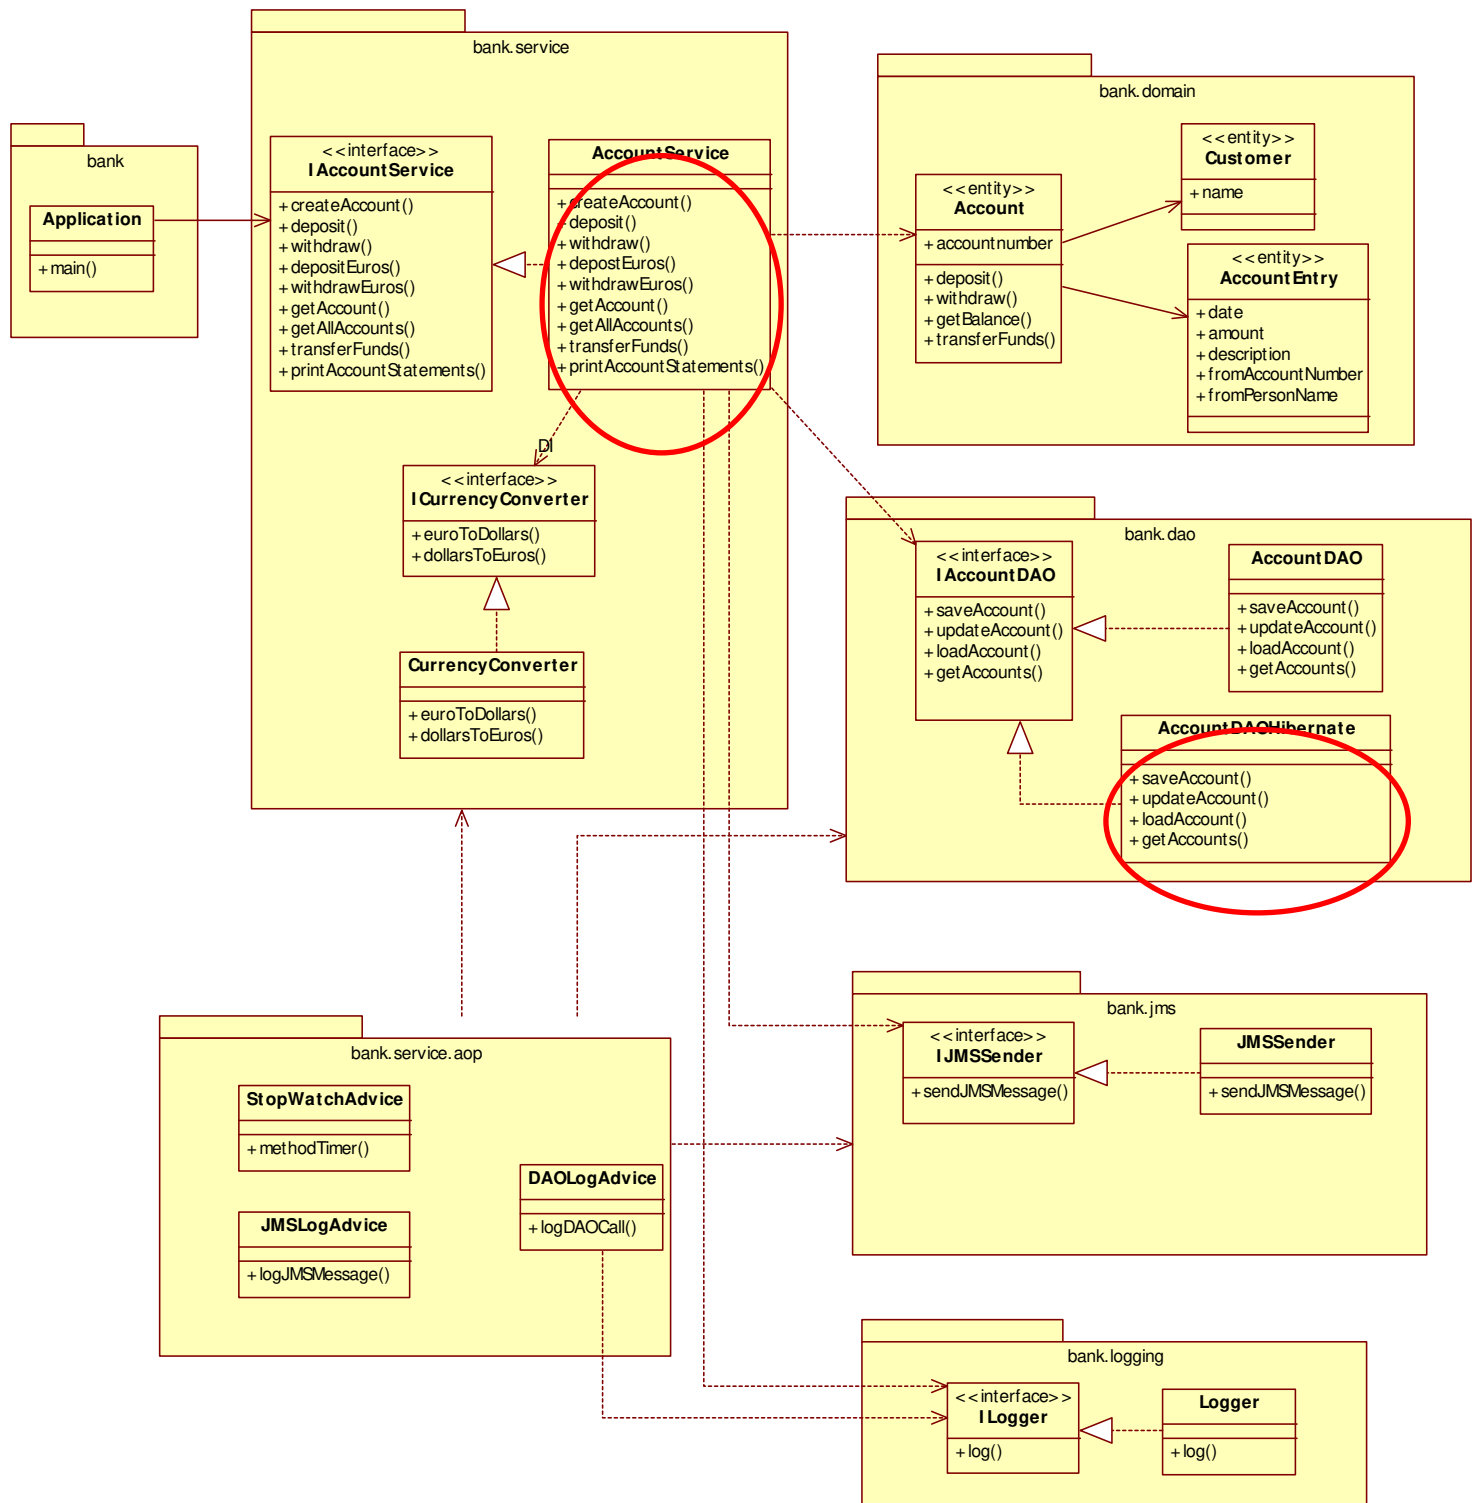 bank.service
bank
Application
+main()
<<interface>>
IAccountService
+createAccount()
+deposit()
+withdraw()
+depositEuros()
+withdrawEuros()
+getAccount()
+getAllAccounts()
+transferFunds()
+printAccountStatements()
AccountService
+createAccount()
+deposit()
+withdraw()
+depostEuros()
+withdrawEuros()
+getAccount()
+getAllAccounts()
+transferFunds()
+printAccountStatements()
DI
<<interface>>
ICurrencyConverter
+euroToDollars()
+dollarsToEuros()
CurrencyConverter
+euroToDollars()
+dollarsToEuros()
bank.domain
<<entity>>
Account
+accountnumber
+deposit()
+withdraw()
+getBalance()
+transferFunds()
<<entity>>
Customer
+name
<<entity>>
AccountEntry
+date
+amount
+description
+fromAccountNumber
+fromPersonName
bank.dao
<<interface>>
IAccountDAO
+saveAccount()
+updateAccount()
+loadAccount()
+getAccounts()
AccountDAO
+saveAccount()
+updateAccount()
+loadAccount()
+getAccounts()
AccountDAOHibernate
+saveAccount()
+updateAccount()
+loadAccount()
+getAccounts()
bank.service.aop
StopWatchAdvice
+methodTimer()
DAOLogAdvice
+logDAOCall()
JMSLogAdvice
+logJMSMessage()
bank.jms
<<interface>>
IJMSSender
+sendJMSMessage()
JMSSender
+sendJMSMessage()
bank.logging
<<interface>>
ILogger
+log()
Logger
+log()